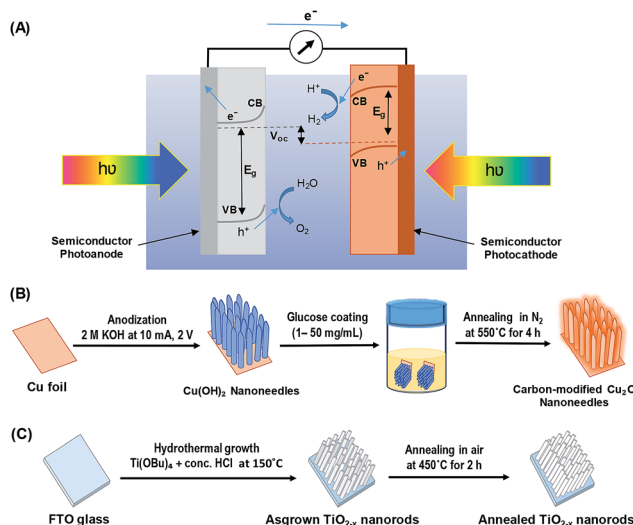 (A)
e⁻
CB
e⁻
V_oc
E_g
VB
h⁺
H₂O
O₂
H⁺
H₂
e⁻
CB
E_g
VB
h⁺
hυ
hυ
Semiconductor
Photoanode
Semiconductor
Photocathode
(B)
Cu foil
Anodization
2 M KOH at 10 mA, 2 V
Cu(OH)₂ Nanoneedles
Glucose coating
(1– 50 mg/mL)
Annealing in N₂
at 550˚C for 4 h
Carbon-modified Cu₂O
Nanoneedles
(C)
FTO glass
Hydrothermal growth
Ti(OBu)₄ + conc. HCl at 150˚C
Asgrown TiO₂₋ₓ nanorods
Annealing in air
at 450˚C for 2 h
Annealed TiO₂₋ₓ nanorods